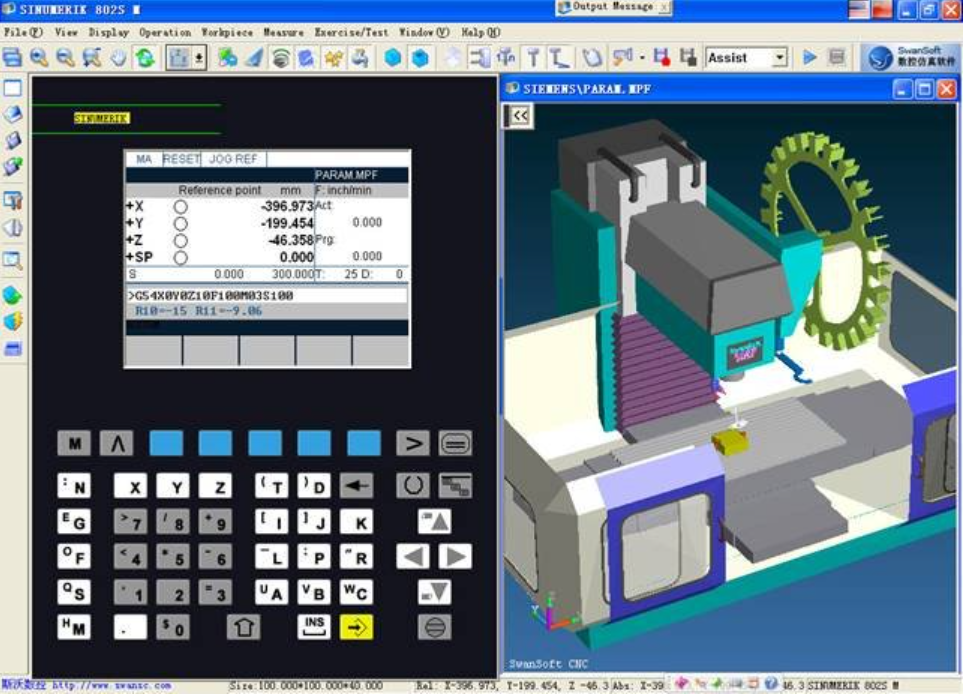 SINUMERIK 802S M
Output Message x
File(F) View Display Operation Workpiece Measure Exercise/Test Window(V) Help(H)
Assist
SwanSoft
数控仿真软件
SIEMENS\PARAM.MPF
<<
SINUMERIK
MA RESET JOG REF
PARAM.MPF
Reference point mm F: inch/min
+X -396.973 Act:
+Y -199.454 0.000
+Z -46.358 Prg:
+SP 0.000 0.000
S 0.000 300.000 T: 25 D: 0
>G54X0Y0Z10F100M03S100
R10=-15 R11=-9.06
M Λ >
: N X Y Z ( T ) D
E G > 7 / 8 + 9 [ I ] J K
O F < 4 * 5 - 6 L : P " R
Q S 1 2 = 3 U A V B W C
H M . $ 0 INS
SwanSoft CNC
斯沃数控 http://www.swansc.com Size:100.000*100.000*40.000 Rel: X-396.973, Y-199.454, Z -46.3 Abs: X-39 46.3 SINUMERIK 802S M